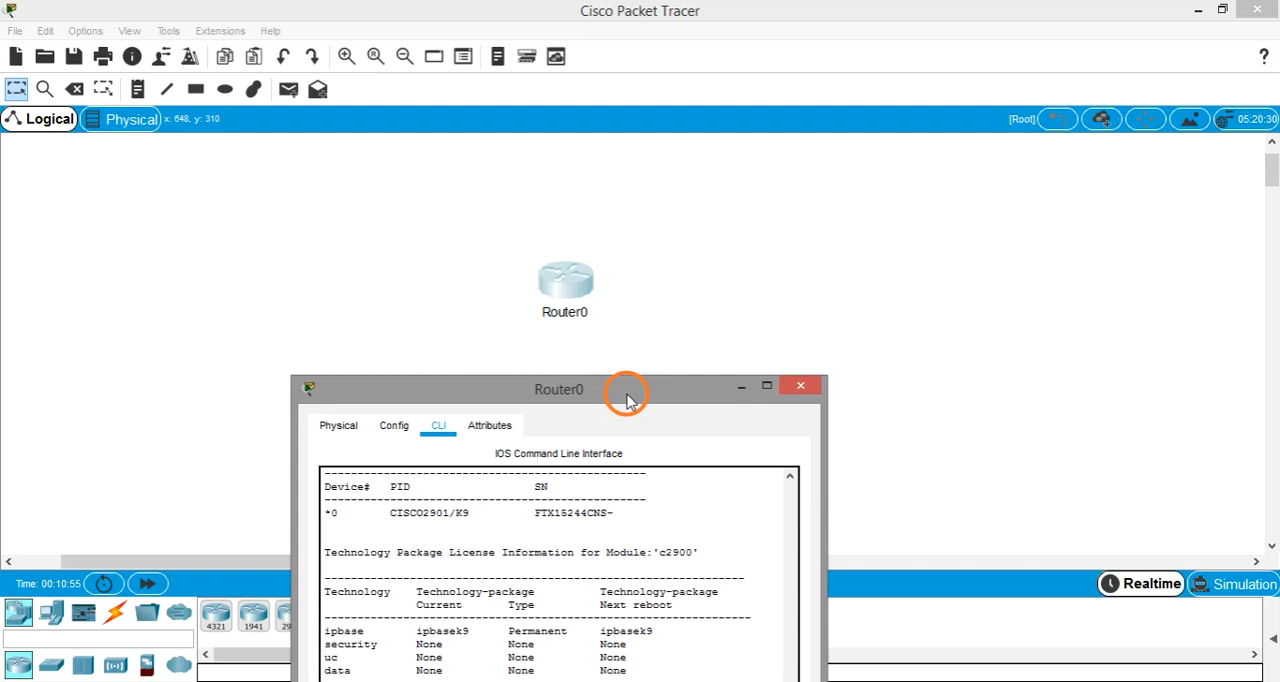 Cisco Packet Tracer
File Edit Options View Tools Extensions Help
?
Logical Physical x: 648, y: 310 [Root] 05:20:30
Router0
Router0
Physical Config CLI Attributes
IOS Command Line Interface
-------------------------------------------------
Device# PID SN
-------------------------------------------------
*0 CISCO2901/K9 FTX15244CNS-
Technology Package License Information for Module:'c2900'
----------------------------------------------------------------
Technology Technology-package Technology-package
Current Type Next reboot
-----------------------------------------------------------------
ipbase ipbasek9 Permanent ipbasek9
security None None None
uc None None None
data None None None
Time: 00:10:55 Realtime Simulation
4321 1941